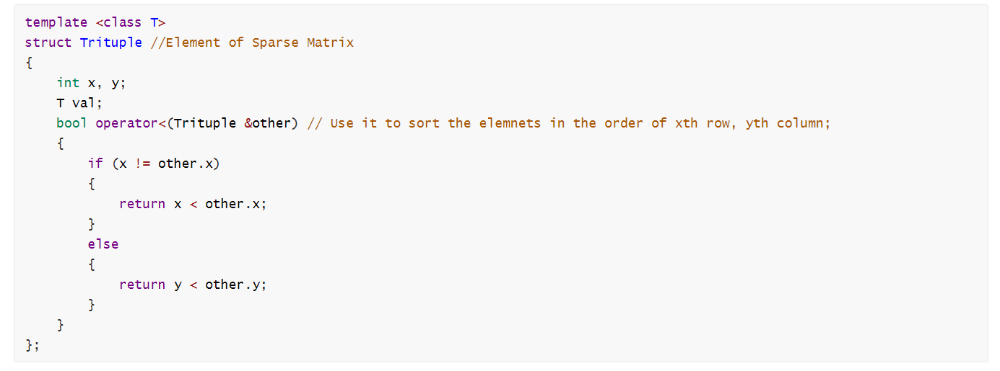 template <class T>
struct Trituple //Element of Sparse Matrix
{
    int x, y;
    T val;
    bool operator<(Trituple &other) // Use it to sort the elemnets in the order of xth row, yth column;
    {
        if (x != other.x)
        {
            return x < other.x;
        }
        else
        {
            return y < other.y;
        }
    }
};